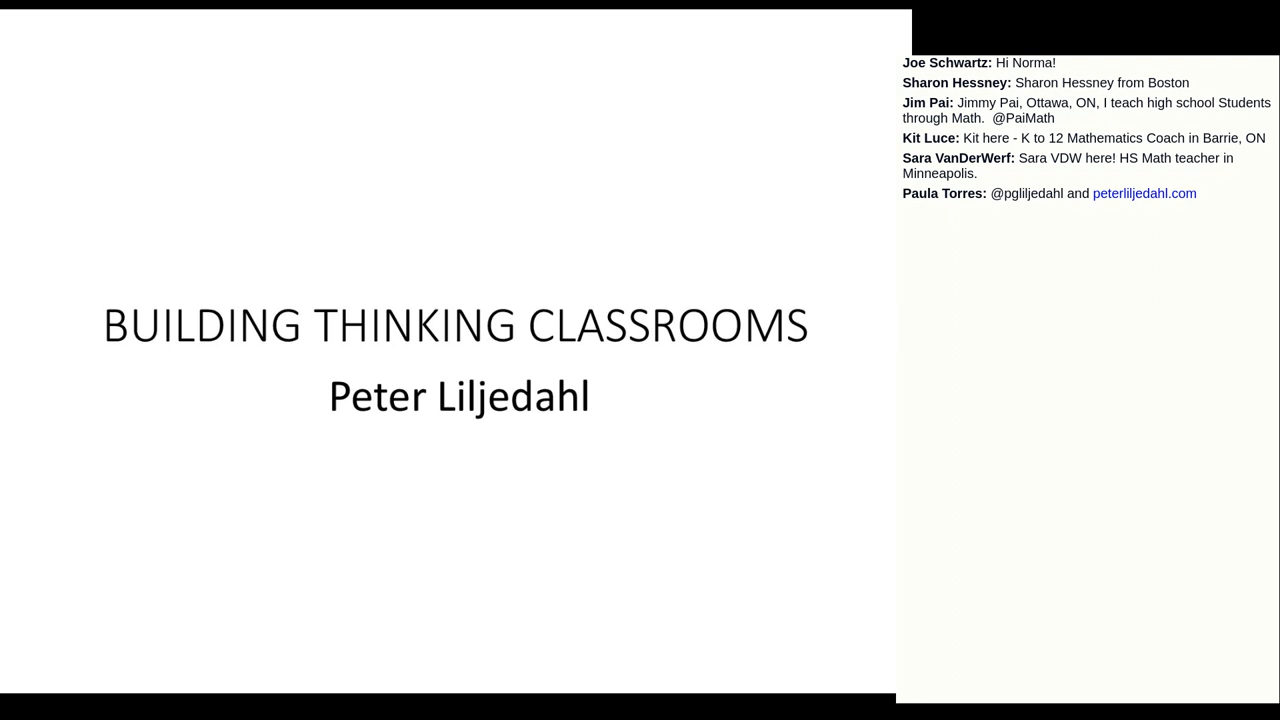 BUILDING THINKING CLASSROOMS
Peter Liljedahl
Joe Schwartz: Hi Norma!
Sharon Hessney: Sharon Hessney from Boston
Jim Pai: Jimmy Pai, Ottawa, ON, I teach high school Students
through Math.  @PaiMath
Kit Luce: Kit here - K to 12 Mathematics Coach in Barrie, ON
Sara VanDerWerf: Sara VDW here! HS Math teacher in
Minneapolis.
Paula Torres: @pgliljedahl and peterliljedahl.com